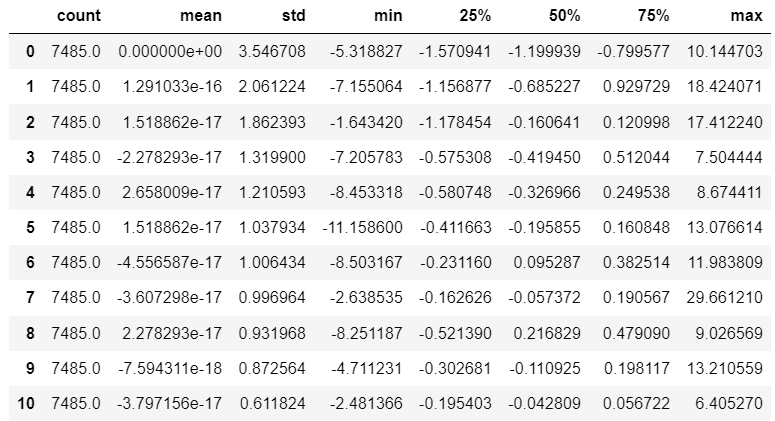 count mean std min 25% 50% 75% max
0 7485.0 0.000000e+00 3.546708 -5.318827 -1.570941 -1.199939 -0.799577 10.144703
1 7485.0 1.291033e-16 2.061224 -7.155064 -1.156877 -0.685227 0.929729 18.424071
2 7485.0 1.518862e-17 1.862393 -1.643420 -1.178454 -0.160641 0.120998 17.412240
3 7485.0 -2.278293e-17 1.319900 -7.205783 -0.575308 -0.419450 0.512044 7.504444
4 7485.0 2.658009e-17 1.210593 -8.453318 -0.580748 -0.326966 0.249538 8.674411
5 7485.0 1.518862e-17 1.037934 -11.158600 -0.411663 -0.195855 0.160848 13.076614
6 7485.0 -4.556587e-17 1.006434 -8.503167 -0.231160 0.095287 0.382514 11.983809
7 7485.0 -3.607298e-17 0.996964 -2.638535 -0.162626 -0.057372 0.190567 29.661210
8 7485.0 2.278293e-17 0.931968 -8.251187 -0.521390 0.216829 0.479090 9.026569
9 7485.0 -7.594311e-18 0.872564 -4.711231 -0.302681 -0.110925 0.198117 13.210559
10 7485.0 -3.797156e-17 0.611824 -2.481366 -0.195403 -0.042809 0.056722 6.405270